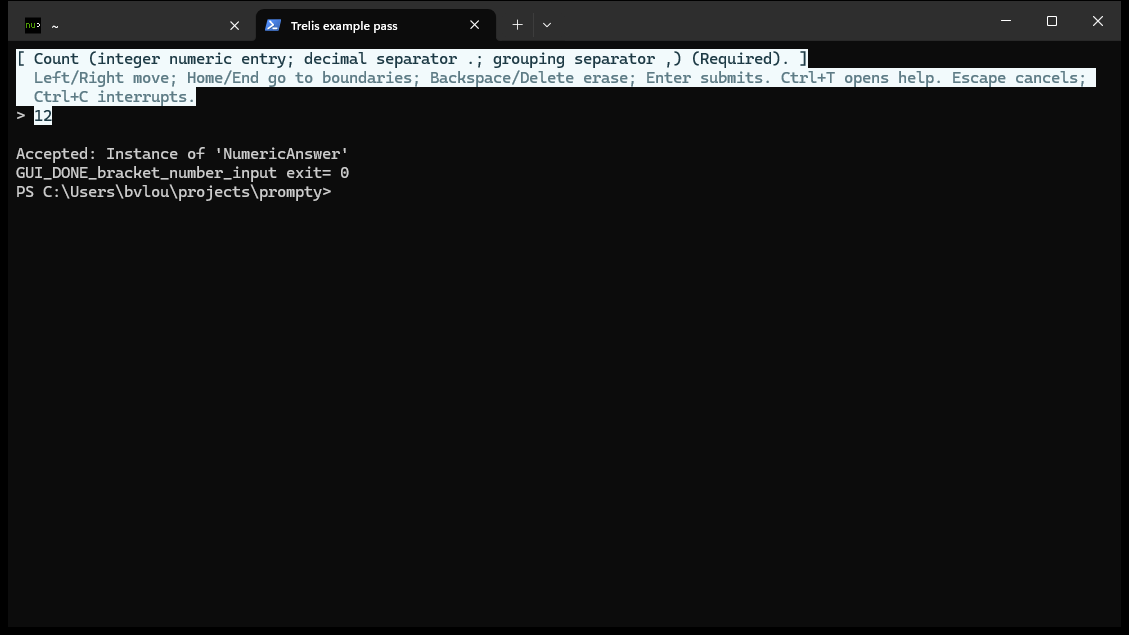 nu> ~
Trelis example pass
[ Count (integer numeric entry; decimal separator .; grouping separator ,) (Required). ]
Left/Right move; Home/End go to boundaries; Backspace/Delete erase; Enter submits. Ctrl+T opens help. Escape cancels;
Ctrl+C interrupts.
> 12
Accepted: Instance of 'NumericAnswer'
GUI_DONE_bracket_number_input exit= 0
PS C:\Users\bvlou\projects\prompty>